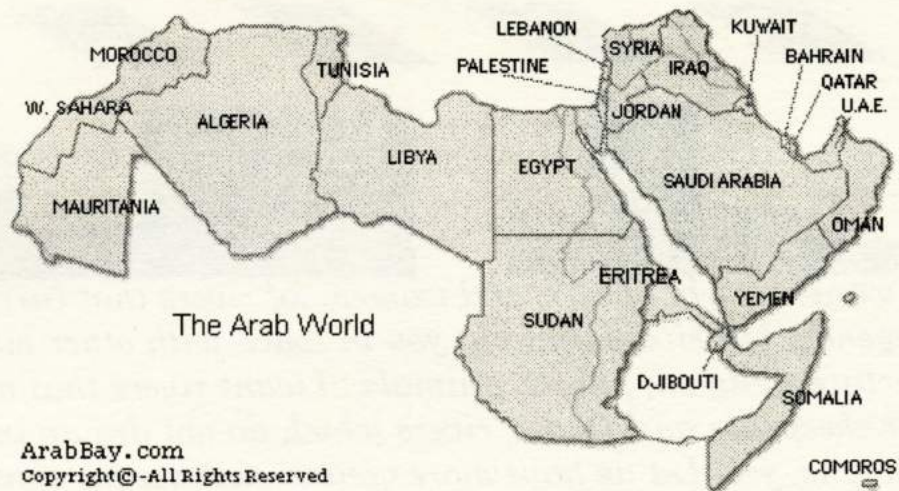 LEBANON
KUWAIT
MOROCCO
SYRIA
BAHRAIN
TUNISIA
PALESTINE
IRAQ
QATAR
W. SAHARA
JORDAN
U.A.E.
ALGERIA
LIBYA
EGYPT
SAUDI ARABIA
MAURITANIA
OMAN
ERITREA
YEMEN
The Arab World
SUDAN
DJIBOUTI
SOMALIA
ArabBay.com
Copyright©-All Rights Reserved
COMOROS